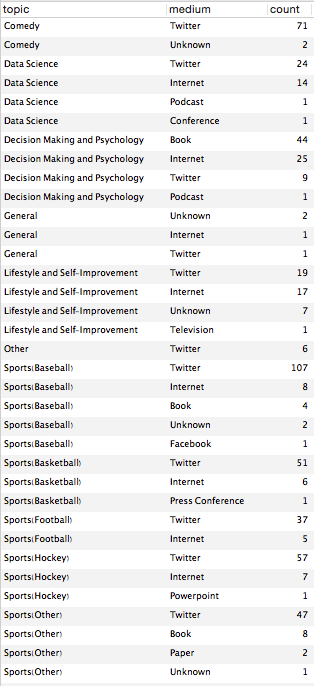 topic medium count
Comedy Twitter 71
Comedy Unknown 2
Data Science Twitter 24
Data Science Internet 14
Data Science Podcast 1
Data Science Conference 1
Decision Making and Psychology Book 44
Decision Making and Psychology Internet 25
Decision Making and Psychology Twitter 9
Decision Making and Psychology Podcast 1
General Unknown 2
General Internet 1
General Twitter 1
Lifestyle and Self-Improvement Twitter 19
Lifestyle and Self-Improvement Internet 17
Lifestyle and Self-Improvement Unknown 7
Lifestyle and Self-Improvement Television 1
Other Twitter 6
Sports(Baseball) Twitter 107
Sports(Baseball) Internet 8
Sports(Baseball) Book 4
Sports(Baseball) Unknown 2
Sports(Baseball) Facebook 1
Sports(Basketball) Twitter 51
Sports(Basketball) Internet 6
Sports(Basketball) Press Conference 1
Sports(Football) Twitter 37
Sports(Football) Internet 5
Sports(Hockey) Twitter 57
Sports(Hockey) Internet 7
Sports(Hockey) Powerpoint 1
Sports(Other) Twitter 47
Sports(Other) Book 8
Sports(Other) Paper 2
Sports(Other) Unknown 1